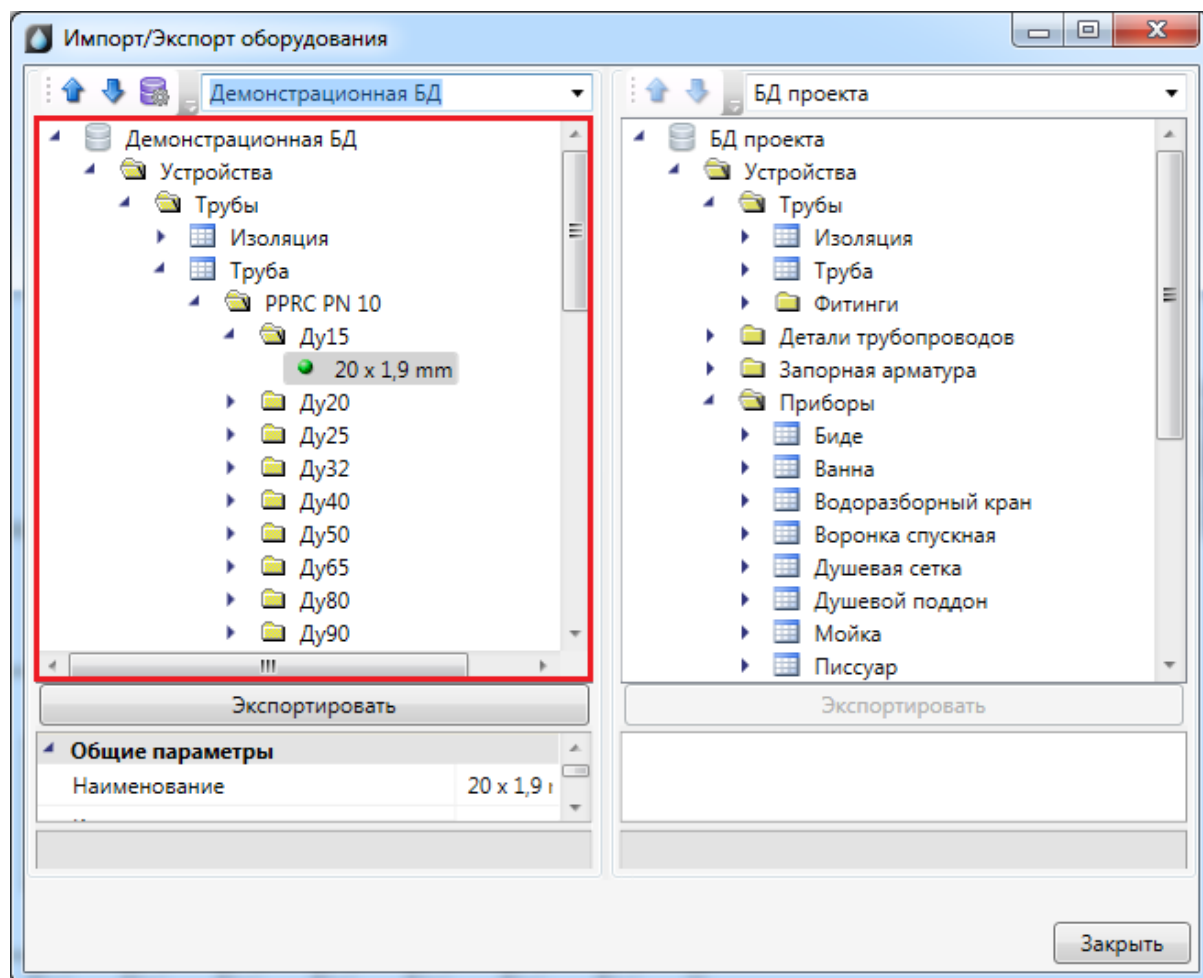 Импорт/Экспорт оборудования
Демонстрационная БД
Демонстрационная БД
Устройства
Трубы
Изоляция
Труба
PPRC PN 10
Ду15
20 x 1,9 mm
Ду20
Ду25
Ду32
Ду40
Ду50
Ду65
Ду80
Ду90
Экспортировать
Общие параметры
Наименование 20 x 1,9
БД проекта
БД проекта
Устройства
Трубы
Изоляция
Труба
Фитинги
Детали трубопроводов
Запорная арматура
Приборы
Биде
Ванна
Водоразборный кран
Воронка спускная
Душевая сетка
Душевой поддон
Мойка
Писсуар
Экспортировать
Закрыть